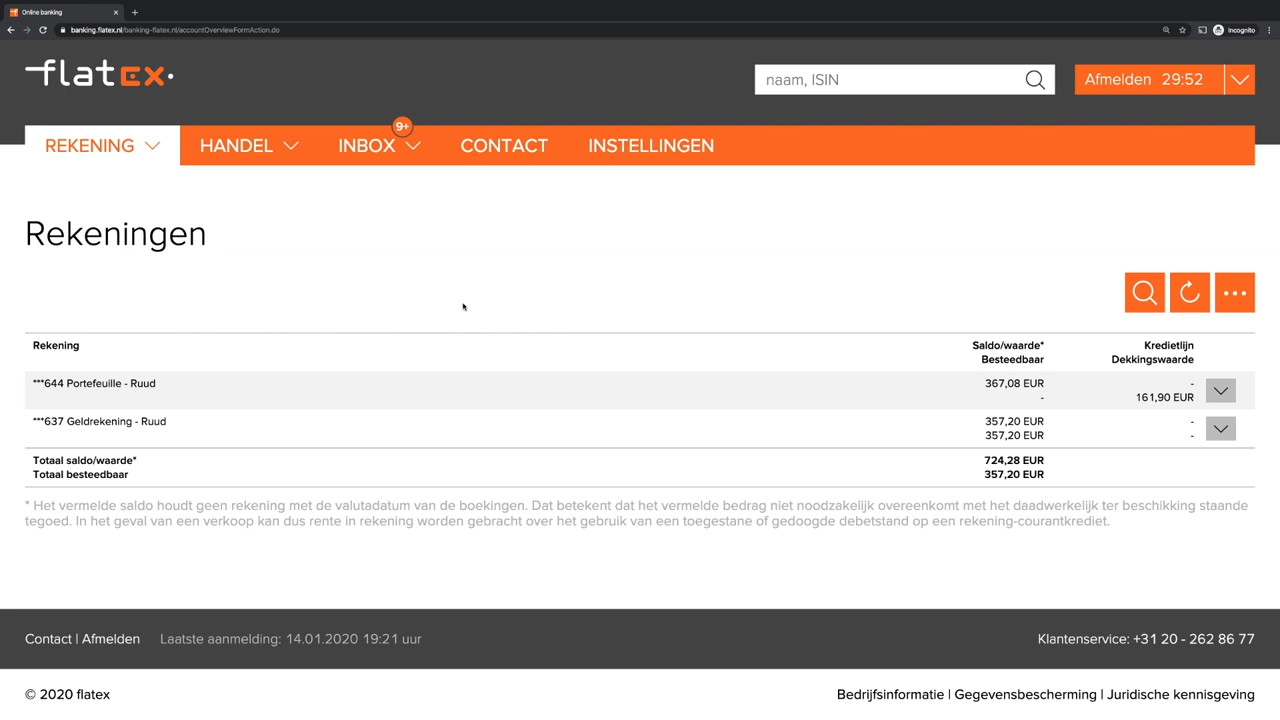 Online banking
banking.flatex.nl/banking-flatex.nl/accountOverviewFormAction.do
Incognito
flatex
naam, ISIN
Afmelden 29:52
REKENING
HANDEL
INBOX
9+
CONTACT
INSTELLINGEN
Rekeningen
Rekening
Saldo/waarde*
Besteedbaar
Kredietlijn
Dekkingswaarde
***644 Portefeuille - Ruud
367,08 EUR
-
-
161,90 EUR
***637 Geldrekening - Ruud
357,20 EUR
357,20 EUR
-
-
Totaal saldo/waarde*
724,28 EUR
Totaal besteedbaar
357,20 EUR
* Het vermelde saldo houdt geen rekening met de valutadatum van de boekingen. Dat betekent dat het vermelde bedrag niet noodzakelijk overeenkomt met het daadwerkelijk ter beschikking staande
tegoed. In het geval van een verkoop kan dus rente in rekening worden gebracht over het gebruik van een toegestane of gedoogde debetstand op een rekening-courantkrediet.
Contact | Afmelden
Laatste aanmelding: 14.01.2020 19:21 uur
Klantenservice: +31 20 - 262 86 77
© 2020 flatex
Bedrijfsinformatie | Gegevensbescherming | Juridische kennisgeving